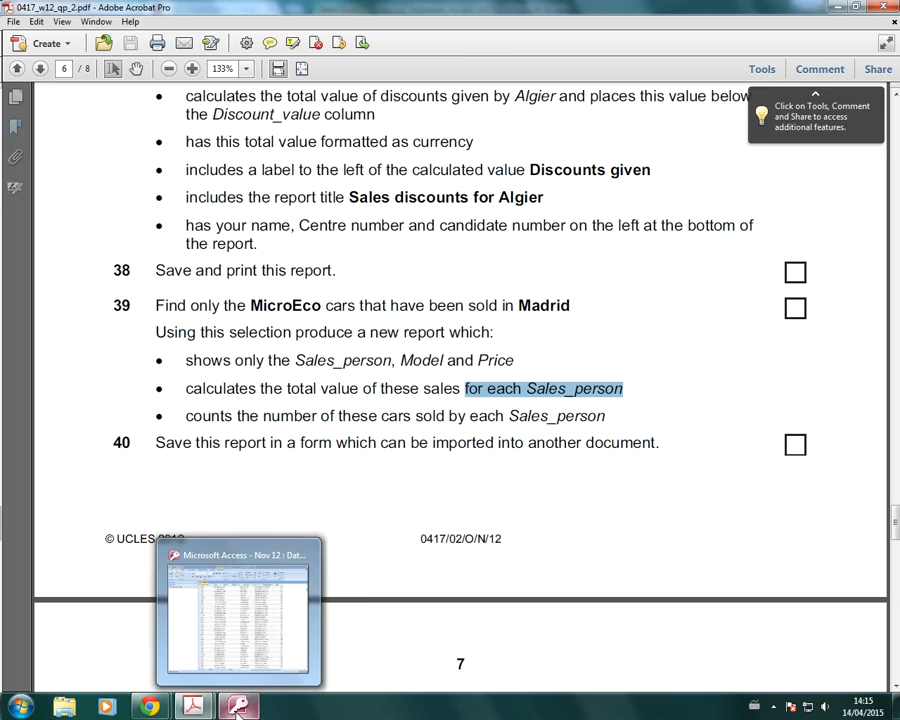 0417_w12_qp_2.pdf - Adobe Acrobat Pro
File Edit View Window Help
Create
6 / 8 133% Tools Comment Share
Click on Tools, Comment
and Share to access
additional features.
• calculates the total value of discounts given by Algier and places this value below
the Discount_value column
• has this total value formatted as currency
• includes a label to the left of the calculated value Discounts given
• includes the report title Sales discounts for Algier
• has your name, Centre number and candidate number on the left at the bottom of
the report.
38 Save and print this report.
39 Find only the MicroEco cars that have been sold in Madrid
Using this selection produce a new report which:
• shows only the Sales_person, Model and Price
• calculates the total value of these sales for each Sales_person
• counts the number of these cars sold by each Sales_person
40 Save this report in a form which can be imported into another document.
© UCLES 0417/02/O/N/12
Microsoft Access - Nov 12 : Dat...
7
14:15
14/04/2015